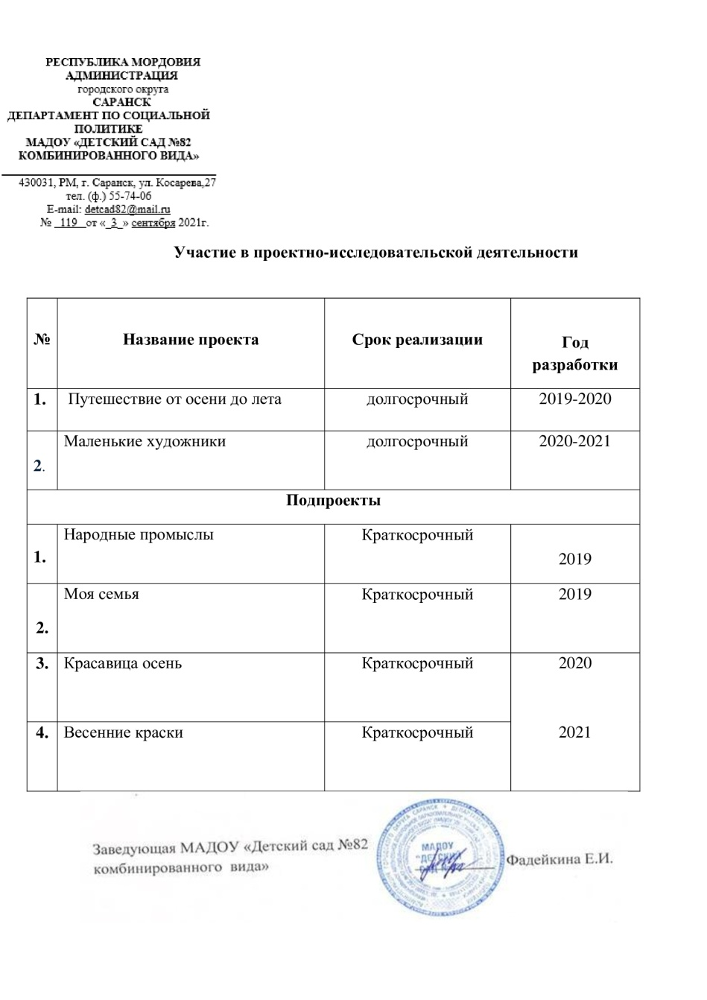 РЕСПУБЛИКА МОРДОВИЯ
АДМИНИСТРАЦИЯ
городского округа
САРАНСК
ДЕПАРТАМЕНТ ПО СОЦИАЛЬНОЙ
ПОЛИТИКЕ
МАДОУ «ДЕТСКИЙ САД №82
КОМБИНИРОВАННОГО ВИДА»
430031, РМ, г. Саранск, ул. Косарева,27
тел. (ф.) 55-74-06
E-mail: detcad82@mail.ru
№ _119_ от «_3_» сентября 2021г.
Участие в проектно-исследовательской деятельности
№ Название проекта Срок реализации Год
разработки
1. Путешествие от осени до лета долгосрочный 2019-2020
2. Маленькие художники долгосрочный 2020-2021
Подпроекты
1. Народные промыслы Краткосрочный 2019
2. Моя семья Краткосрочный 2019
3. Красавица осень Краткосрочный 2020
4. Весенние краски Краткосрочный 2021
Заведующая МАДОУ «Детский сад №82
комбинированного вида»
МАДОУ
"ДЕТСКИЙ
Фадейкина Е.И.